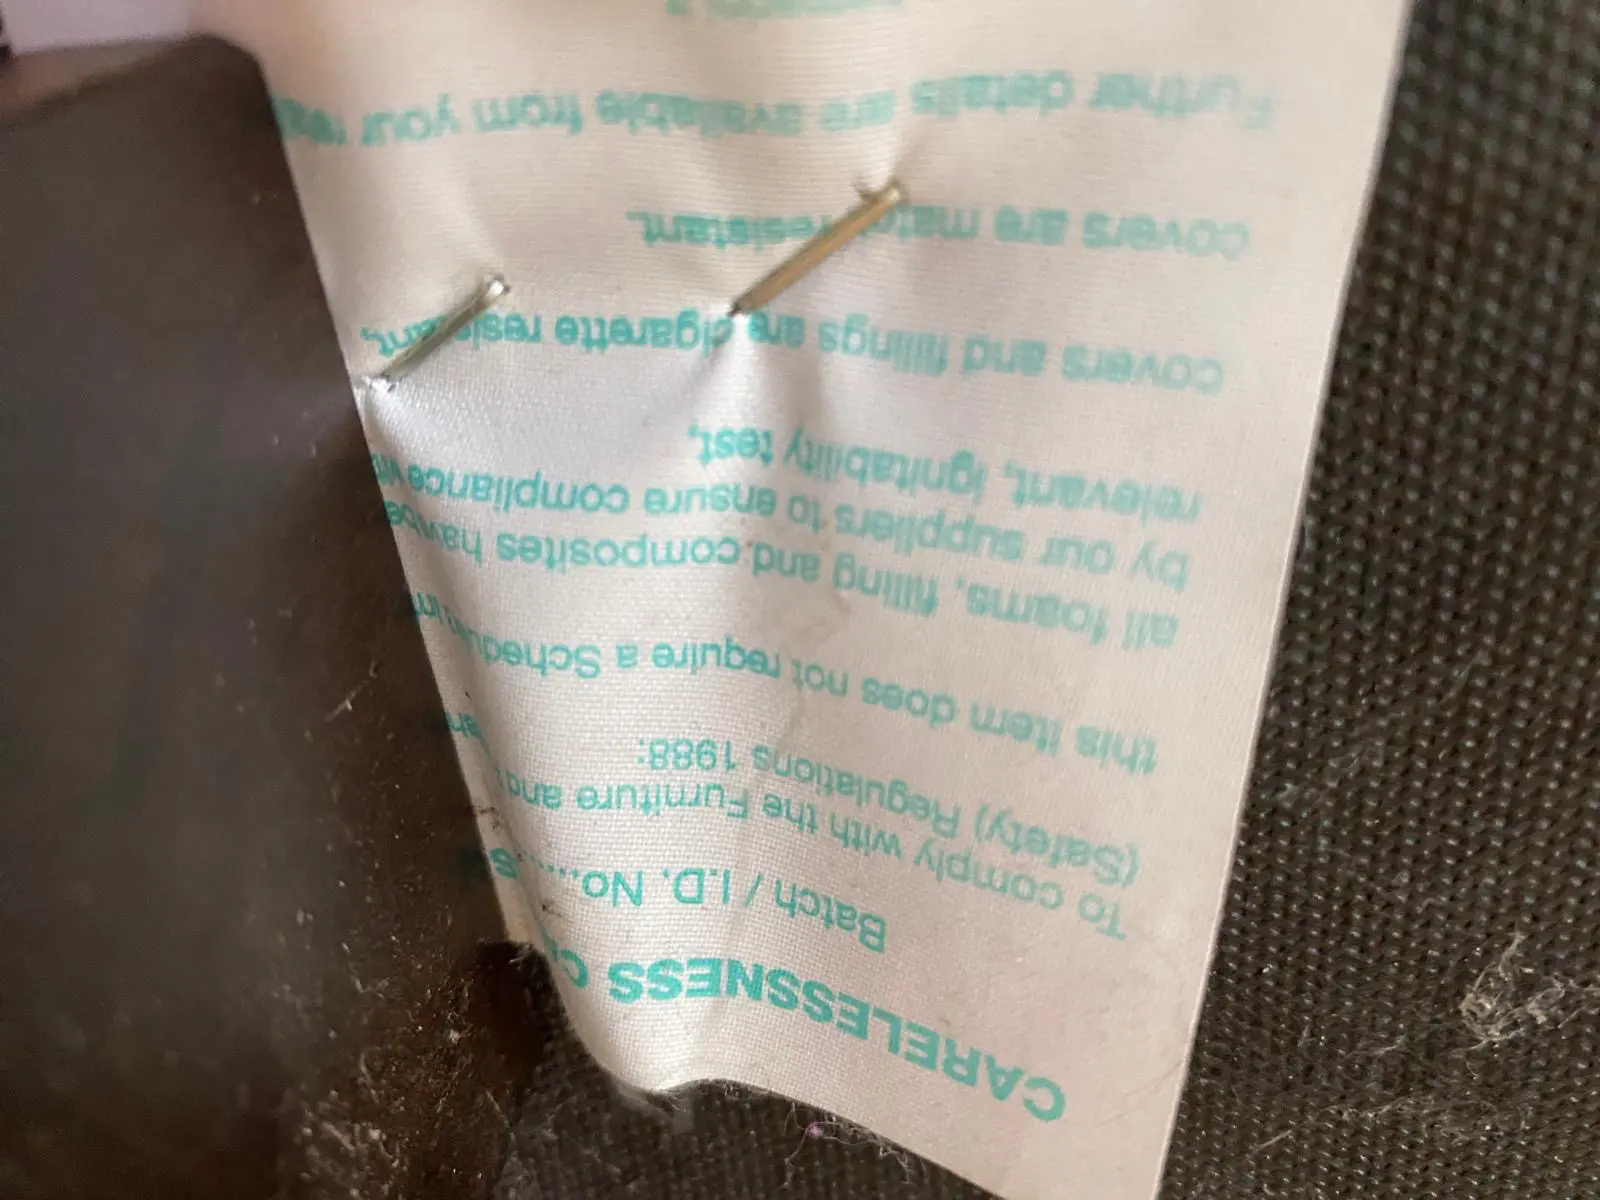 CARELESSNESS C
Batch / I.D. No.....
To comply with the Furniture and
(Safety) Regulations 1988:
this item does not require a
all foams, filling and composites
by our suppliers to ensure compliance
relevant, ignitability test,
covers and fillings are cigarette resistant,
covers are match resistant.
Further details are available from your